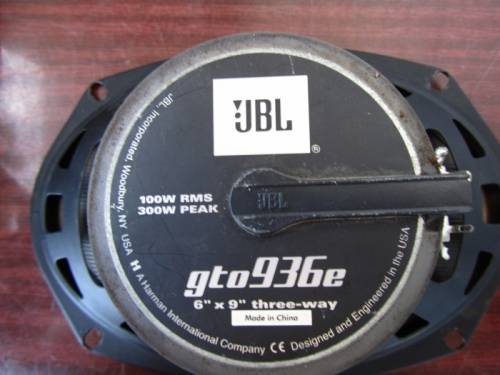 JBL
®
JBL
100W RMS
300W PEAK
gto936e
6" x 9" three-way
Made in China
JBL, Incorporated, Woodbury, NY USA H A Harman International Company CE Designed and Engineered in the USA